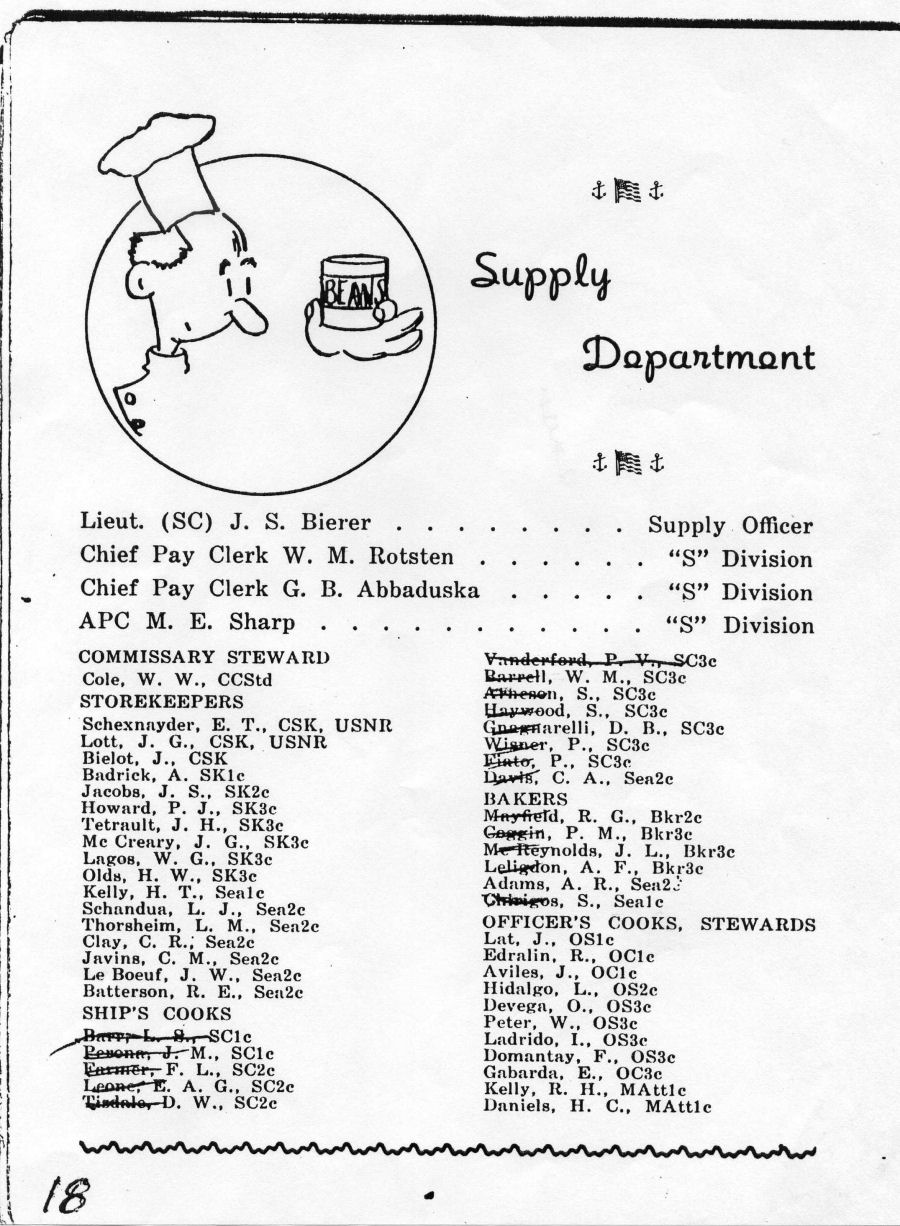 BEANS
Supply
Department
Lieut. (SC) J. S. Bierer . . . . . . . . . Supply Officer
Chief Pay Clerk W. M. Rotsten . . . . . . "S" Division
Chief Pay Clerk G. B. Abbaduska . . . . . "S" Division
APC M. E. Sharp . . . . . . . . . . . . "S" Division
COMMISSARY STEWARD
Cole, W. W., CCStd
STOREKEEPERS
Schexnayder, E. T., CSK, USNR
Lott, J. G., CSK, USNR
Bielot, J., CSK
Badrick, A. SK1c
Jacobs, J. S., SK2c
Howard, P. J., SK3c
Tetrault, J. H., SK3c
Mc Creary, J. G., SK3c
Lagos, W. G., SK3c
Olds, H. W., SK3c
Kelly, H. T., Sea1c
Schandua, L. J., Sea2c
Thorsheim, L. M., Sea2c
Clay, C. R., Sea2c
Javins, C. M., Sea2c
Le Boeuf, J. W., Sea2c
Batterson, R. E., Sea2c
SHIP'S COOKS
Barr, L. S., SC1c
Perona, J. M., SC1c
Farmer, F. L., SC2c
Leone, E. A. G., SC2c
Tisdale, D. W., SC2c
Vanderford, P. V., SC3c
Barrell, W. M., SC3c
Arheson, S., SC3c
Haywood, S., SC3c
Gnagnarelli, D. B., SC3c
Wisner, P., SC3c
Fiato, P., SC3c
Davis, C. A., Sea2c
BAKERS
Mayfield, R. G., Bkr2c
Goggin, P. M., Bkr3c
Mc Reynolds, J. L., Bkr3c
Leligdon, A. F., Bkr3c
Adams, A. R., Sea2c
Chirigos, S., Sea1c
OFFICER'S COOKS, STEWARDS
Lat, J., OS1c
Edralin, R., OC1c
Aviles, J., OC1c
Hidalgo, L., OS2c
Devega, O., OS3c
Peter, W., OS3c
Ladrido, I., OS3c
Domantay, F., OS3c
Gabarda, E., OC3c
Kelly, R. H., MAtt1c
Daniels, H. C., MAtt1c
18